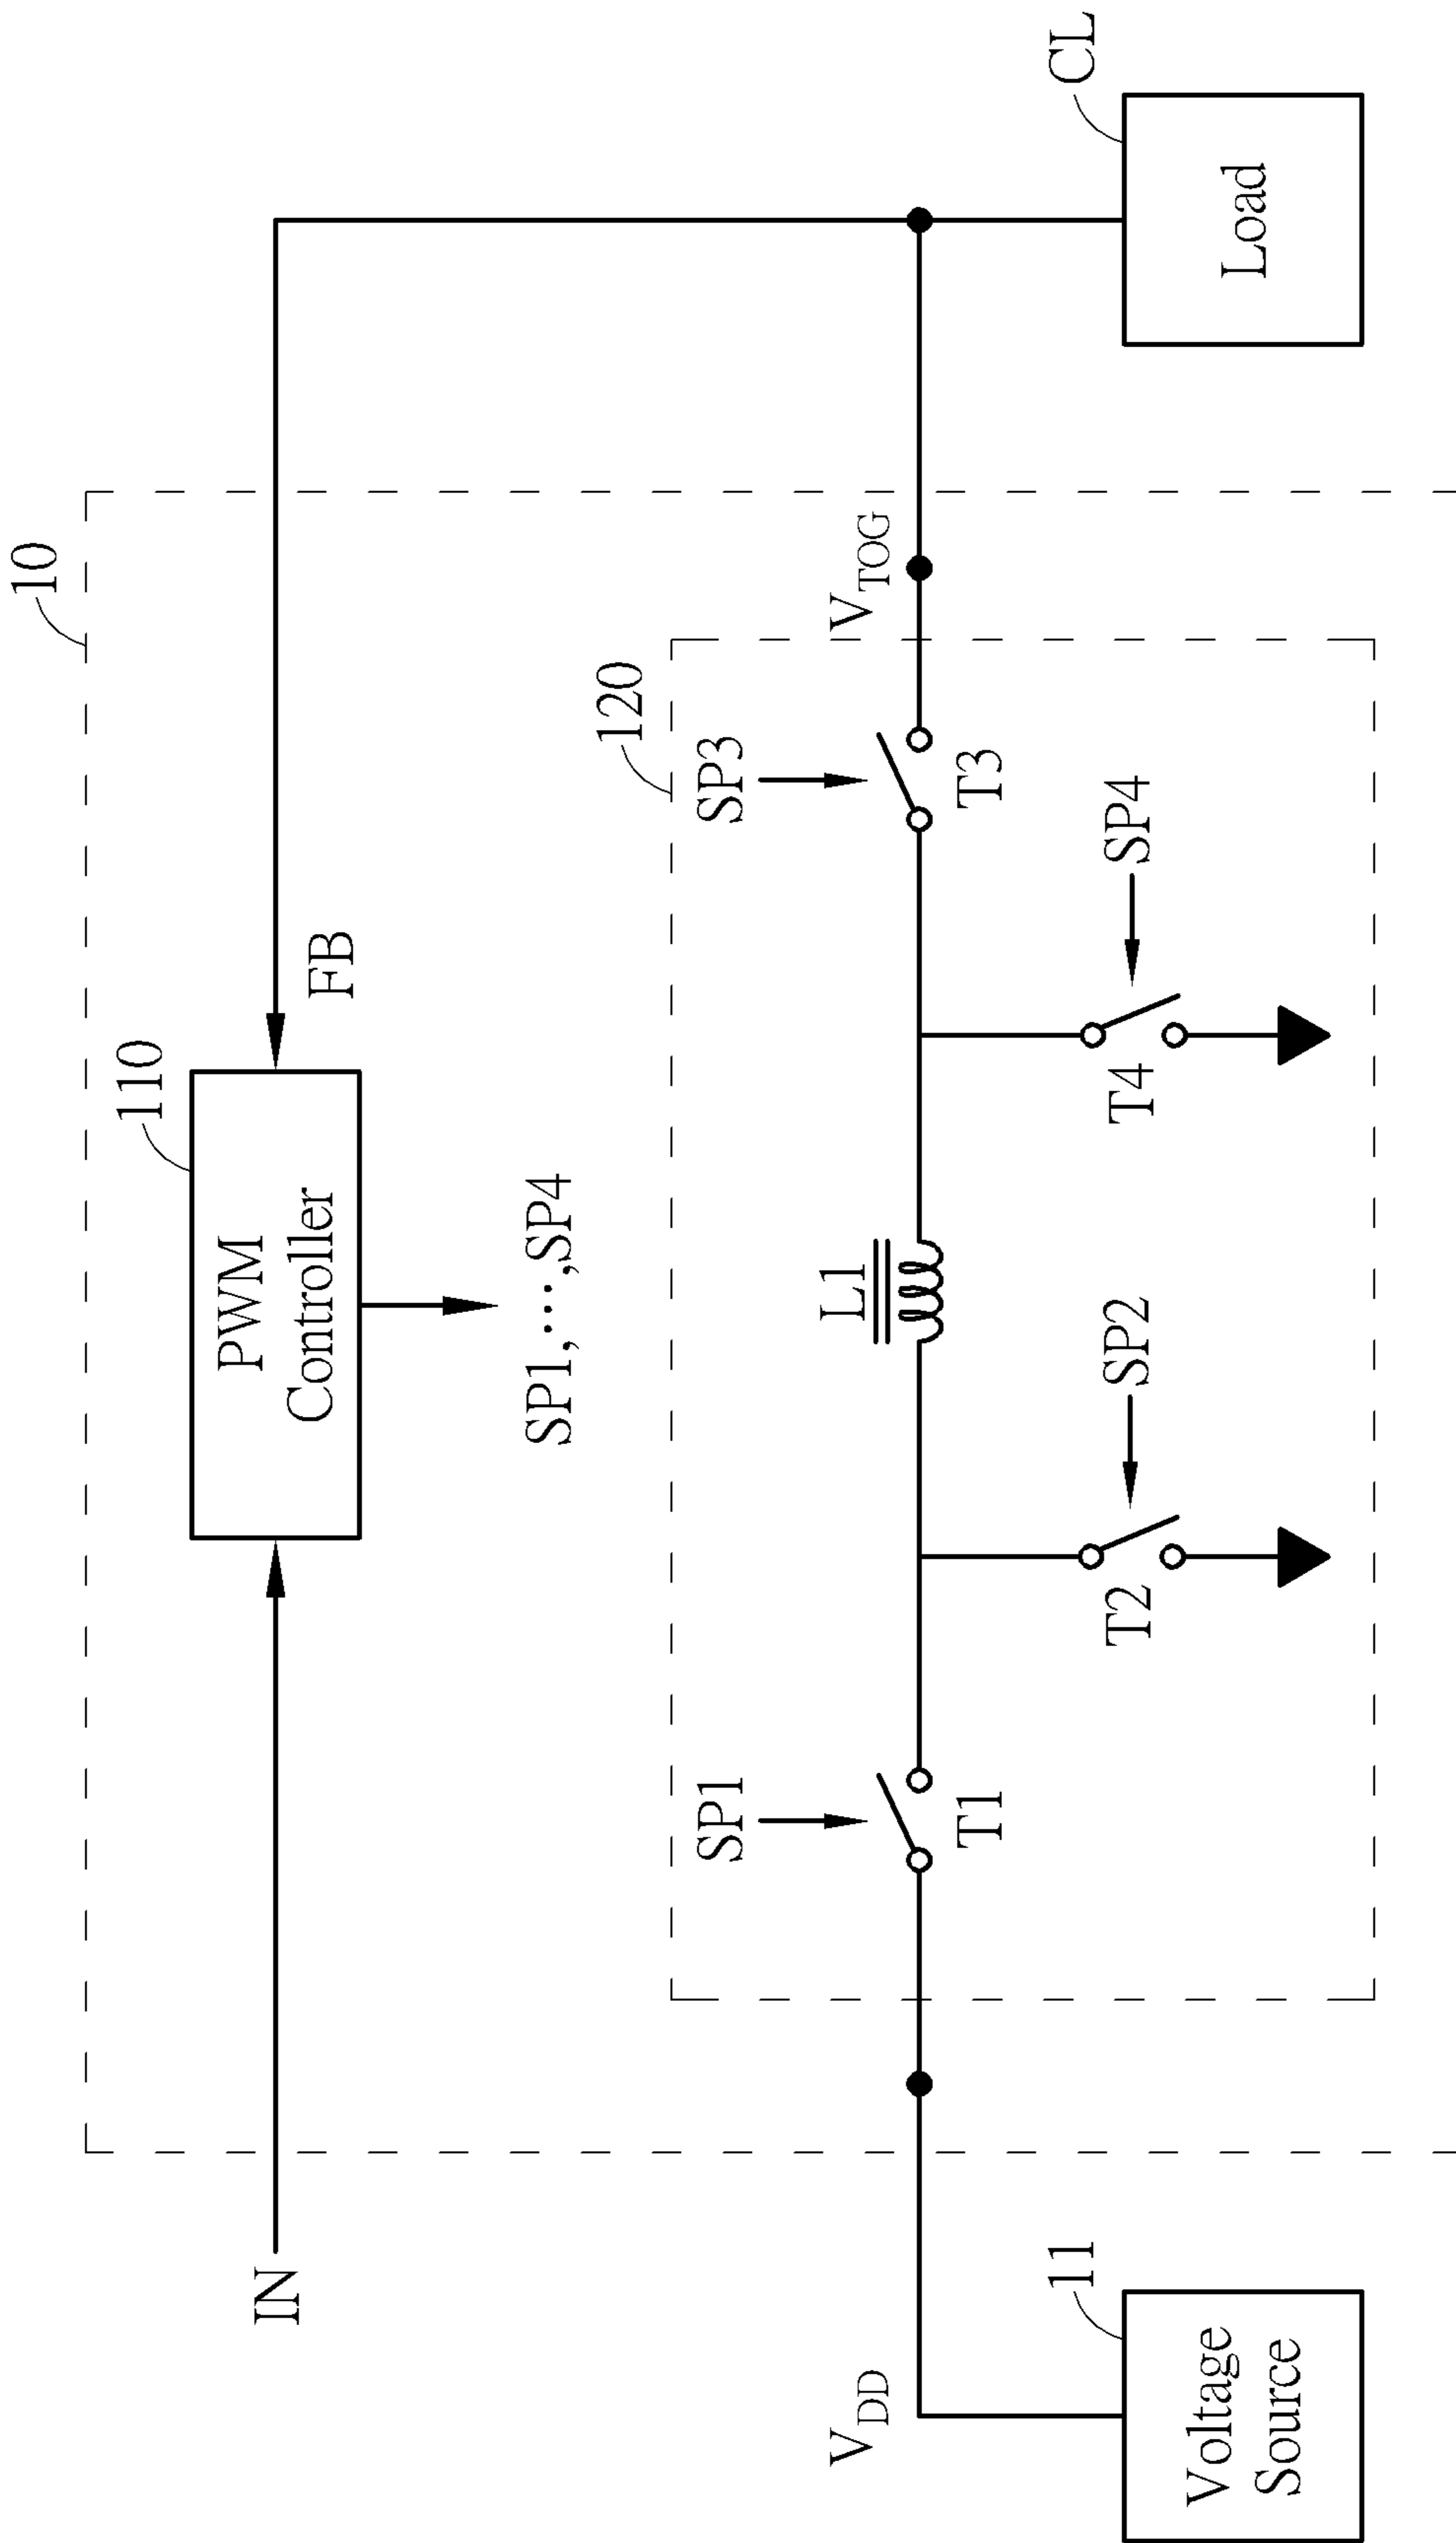 10
110
IN
PWM
Controller
FB
SP1,⋯,SP4
120
SP1
SP3
V_DD
L1
V_TOG
T1
T3
11
Voltage
Source
T2
SP2
T4
SP4
CL
Load